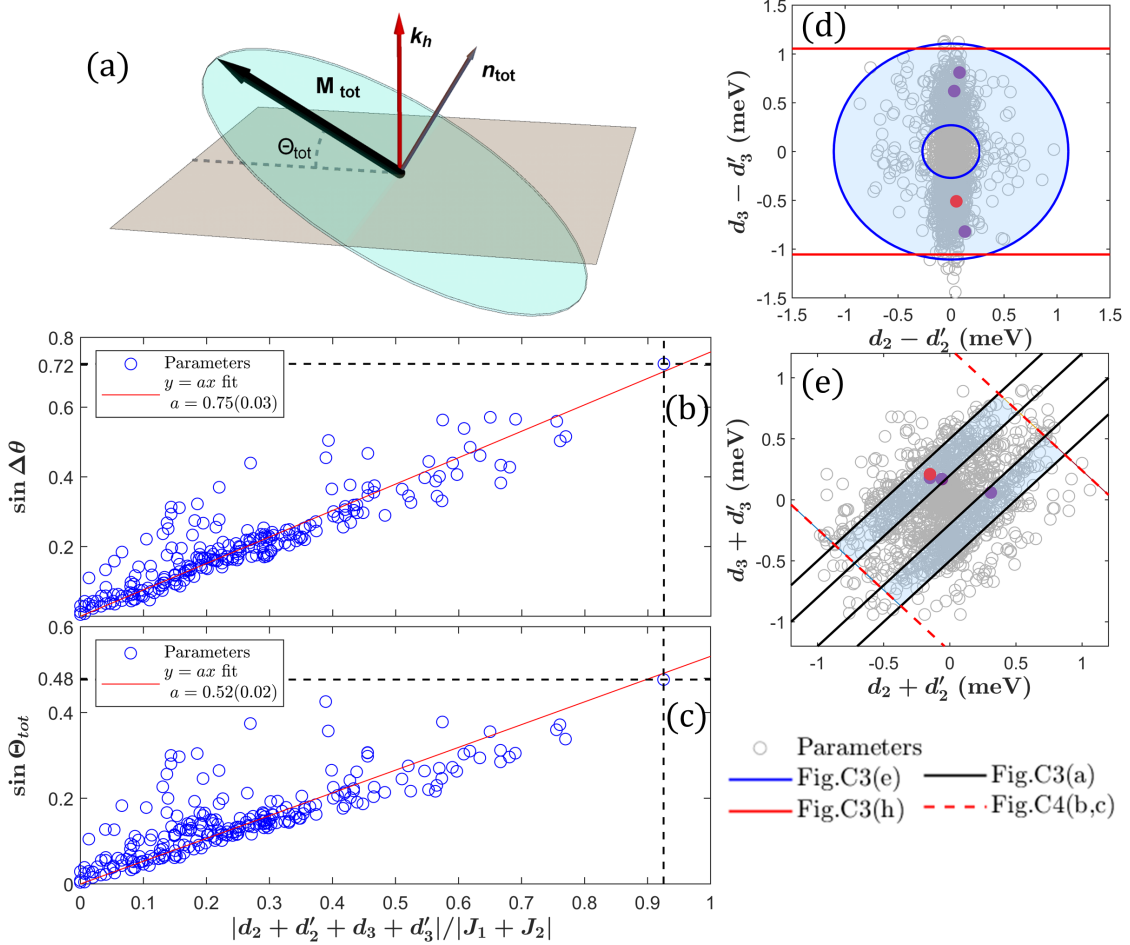 (a)
k_h
n_tot
M_tot
Θ_tot
0.8
0.72
0.6
0.4
0.2
sin Δθ
Parameters
y = ax fit
a = 0.75(0.03)
(b)
0.6
0.48
0.4
0.2
0
sin Θ_tot
Parameters
y = ax fit
a = 0.52(0.02)
(c)
0 0.1 0.2 0.3 0.4 0.5 0.6 0.7 0.8 0.9 1
|d_2 + d′_2 + d_3 + d′_3|/|J_1 + J_2|
(d)
1.5
1
0.5
0
-0.5
-1
-1.5
d_3 − d′_3 (meV)
-1.5 -1 -0.5 0 0.5 1 1.5
d_2 − d′_2 (meV)
(e)
1
0.5
0
-0.5
-1
d_3 + d′_3 (meV)
-1 -0.5 0 0.5 1
d_2 + d′_2 (meV)
Parameters
Fig.C3(e) Fig.C3(a)
Fig.C3(h) Fig.C4(b,c)